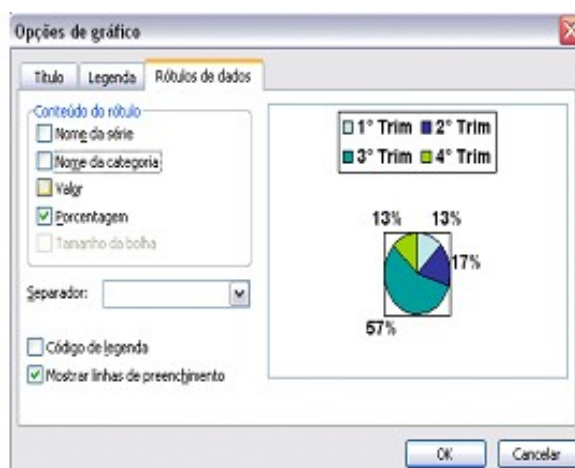 Opções de gráfico
Título
Legenda
Rótulos de dados
Conteúdo do rótulo
Nome da série
Nome da categoria
Valor
Porcentagem
Tamanho da bolha
Separador:
Código de legenda
Mostrar linhas de preenchimento
1° Trim 2° Trim
3° Trim 4° Trim
13% 13%
17%
57%
OK
Cancelar